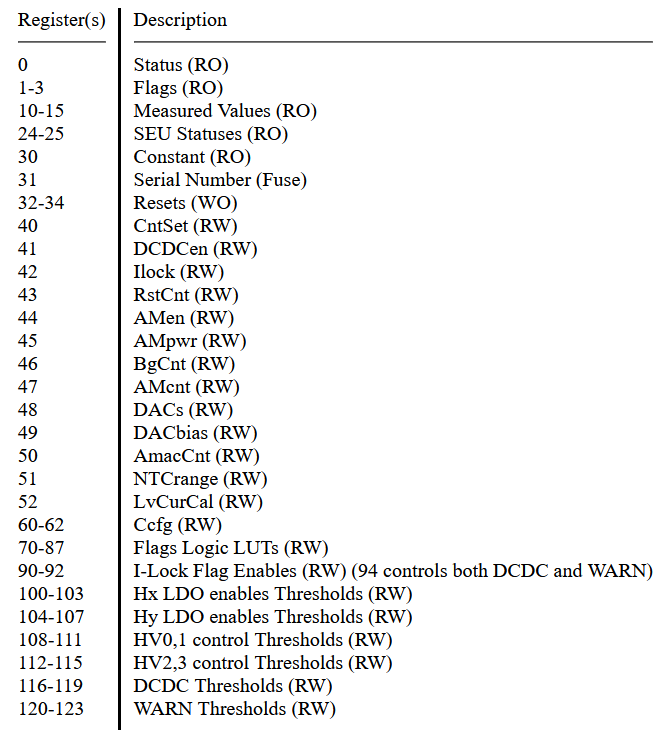 Register(s) Description
0 Status (RO)
1-3 Flags (RO)
10-15 Measured Values (RO)
24-25 SEU Statuses (RO)
30 Constant (RO)
31 Serial Number (Fuse)
32-34 Resets (WO)
40 CntSet (RW)
41 DCDCen (RW)
42 Ilock (RW)
43 RstCnt (RW)
44 AMen (RW)
45 AMpwr (RW)
46 BgCnt (RW)
47 AMcnt (RW)
48 DACs (RW)
49 DACbias (RW)
50 AmacCnt (RW)
51 NTCrange (RW)
52 LvCurCal (RW)
60-62 Ccfg (RW)
70-87 Flags Logic LUTs (RW)
90-92 I-Lock Flag Enables (RW) (94 controls both DCDC and WARN)
100-103 Hx LDO enables Thresholds (RW)
104-107 Hy LDO enables Thresholds (RW)
108-111 HV0,1 control Thresholds (RW)
112-115 HV2,3 control Thresholds (RW)
116-119 DCDC Thresholds (RW)
120-123 WARN Thresholds (RW)